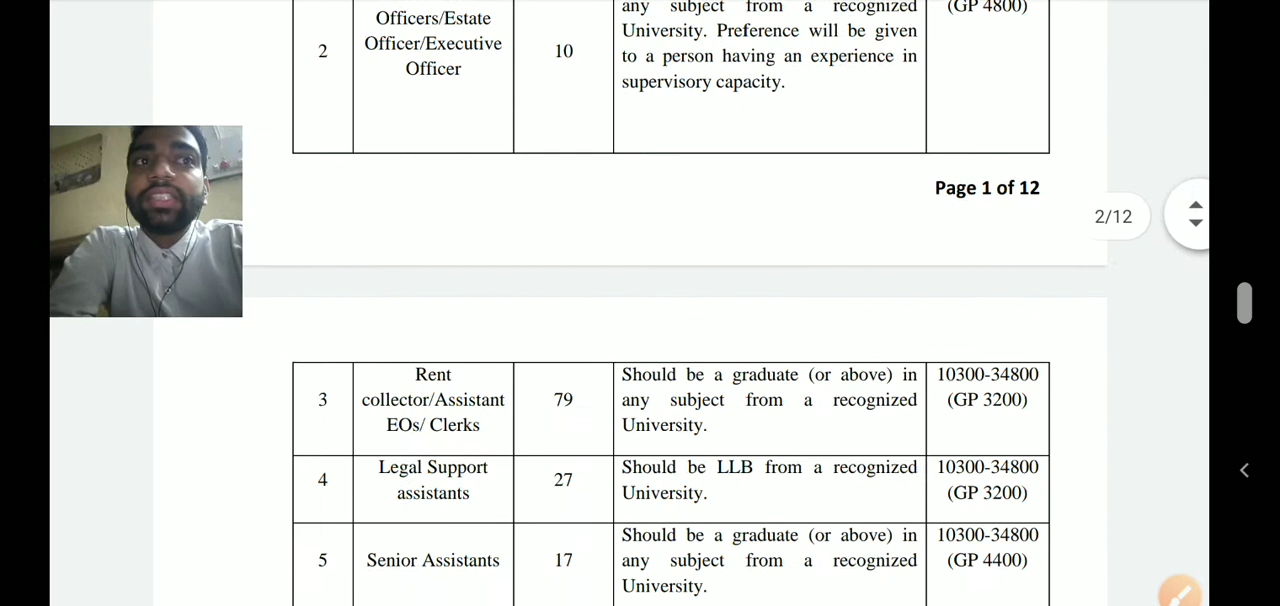 any subject from a recognized
(GP 4800)
Officers/Estate
2
Officer/Executive
Officer
10
University. Preference will be given
to a person having an experience in
supervisory capacity.
Page 1 of 12
2/12
3
Rent
collector/Assistant
EOs/ Clerks
79
Should be a graduate (or above) in
any subject from a recognized
University.
10300-34800
(GP 3200)
4
Legal Support
assistants
27
Should be LLB from a recognized
University.
10300-34800
(GP 3200)
5
Senior Assistants
17
Should be a graduate (or above) in
any subject from a recognized
University.
10300-34800
(GP 4400)